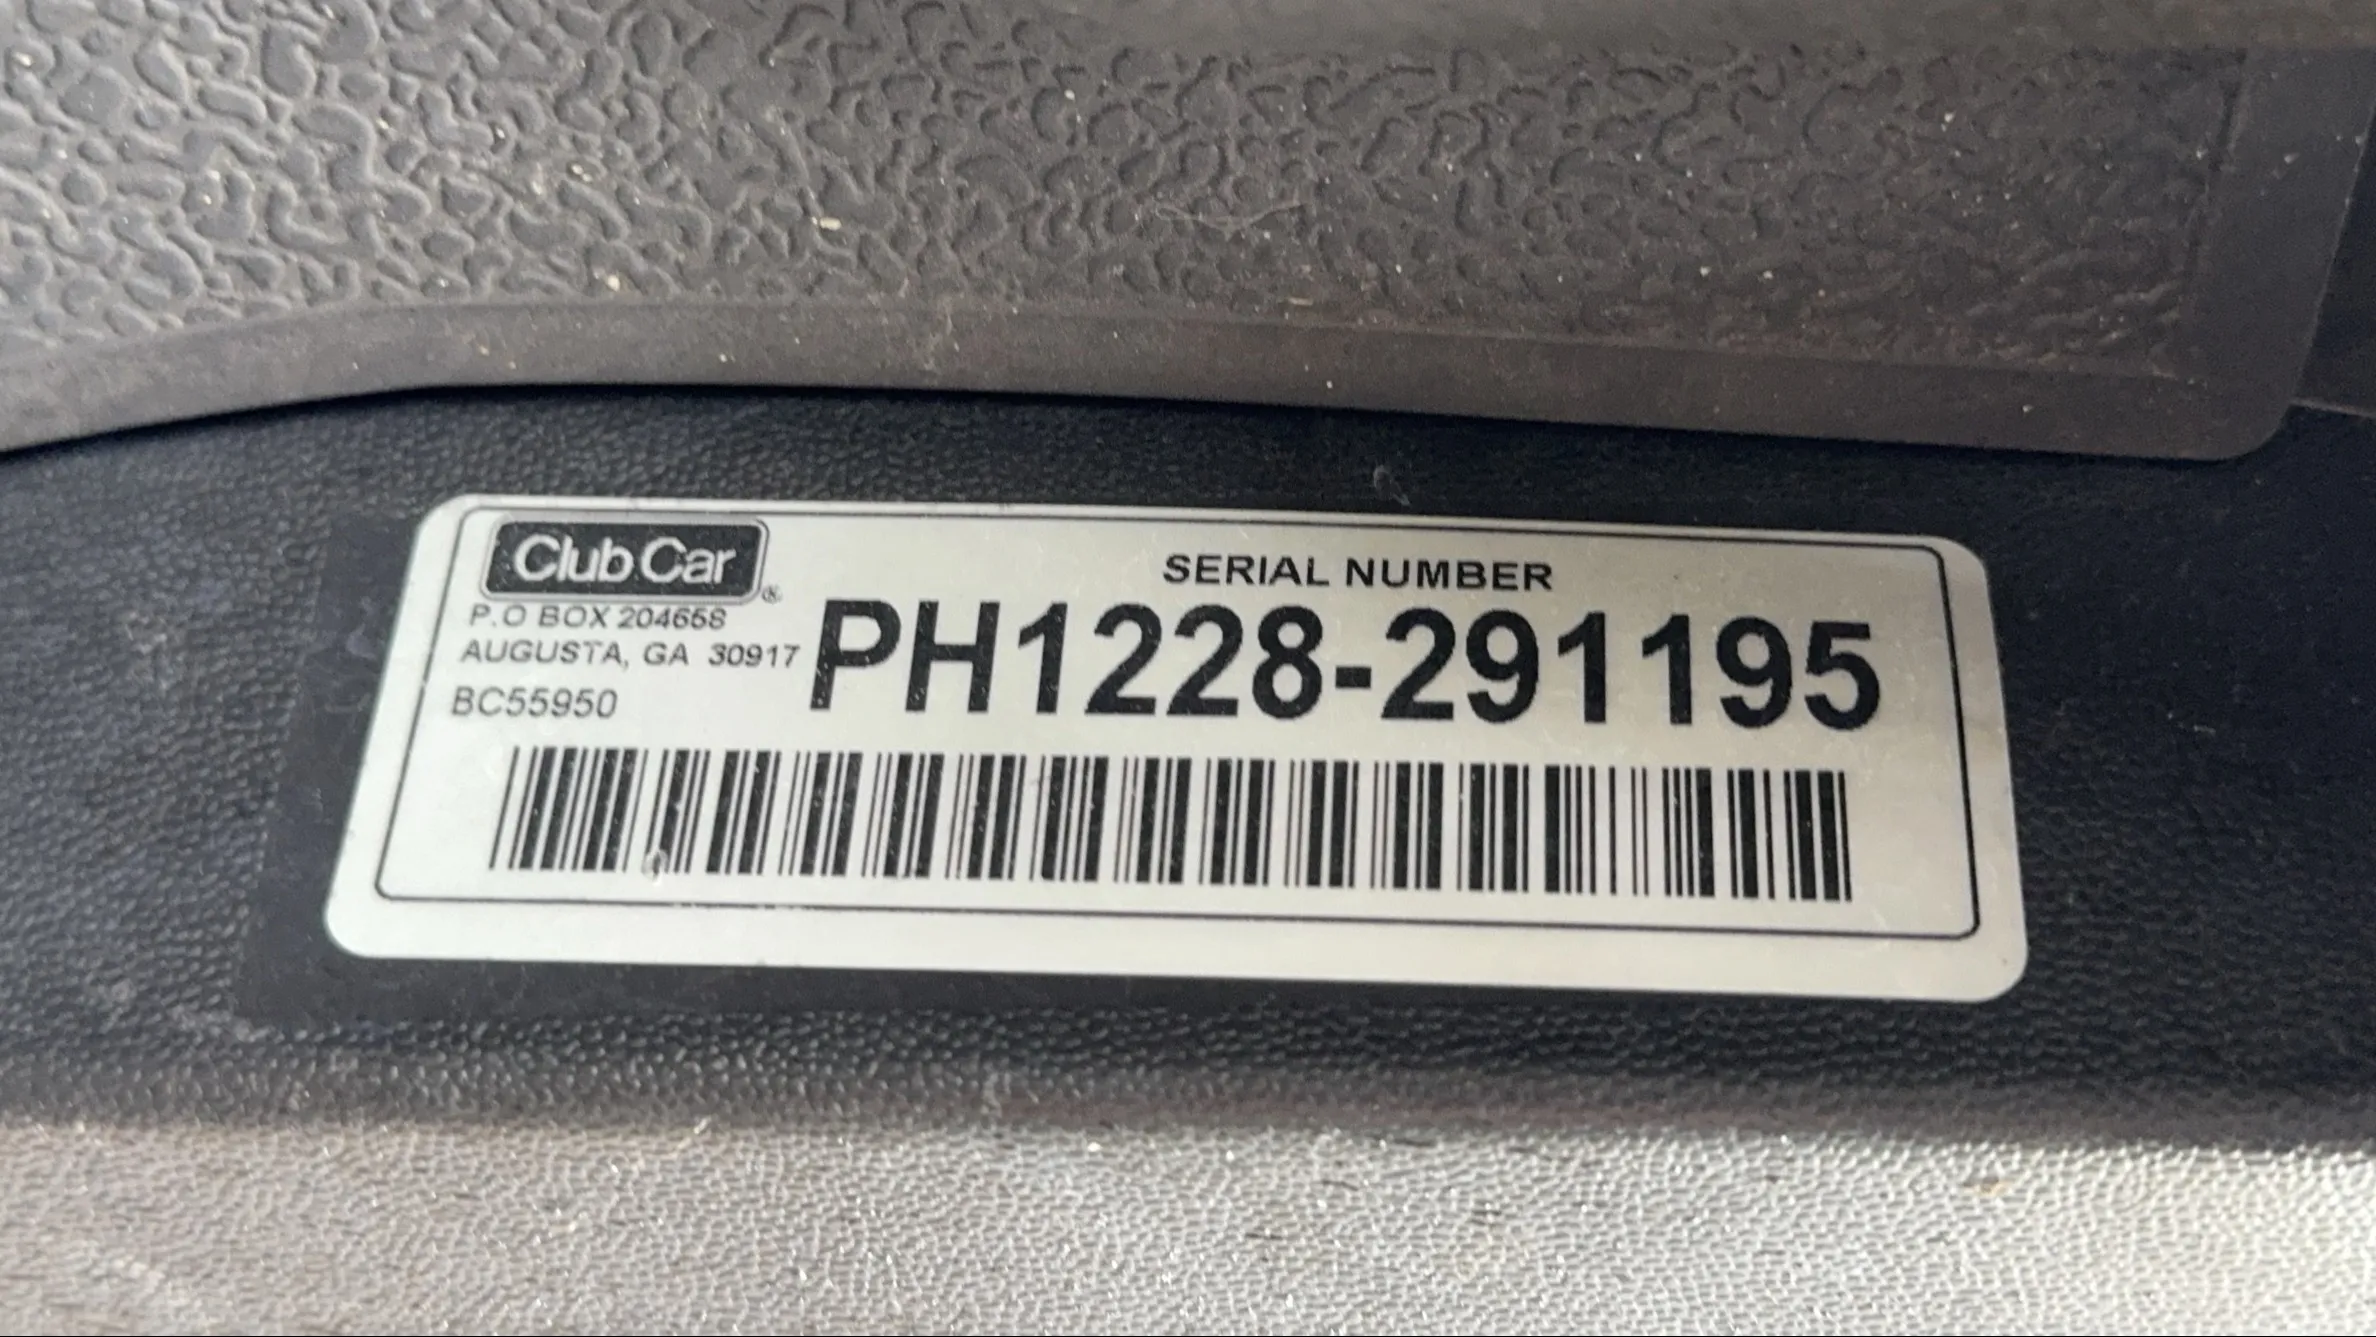 Club Car®
P.O BOX 204658
AUGUSTA, GA 30917
BC55950
SERIAL NUMBER
PH1228-291195